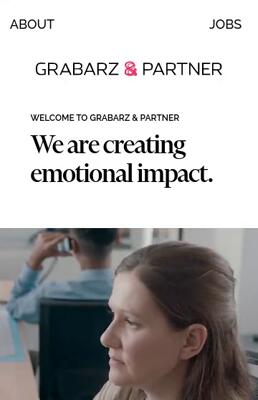 ABOUT
JOBS
GRABARZ & PARTNER
WELCOME TO GRABARZ & PARTNER
We are creating
emotional impact.